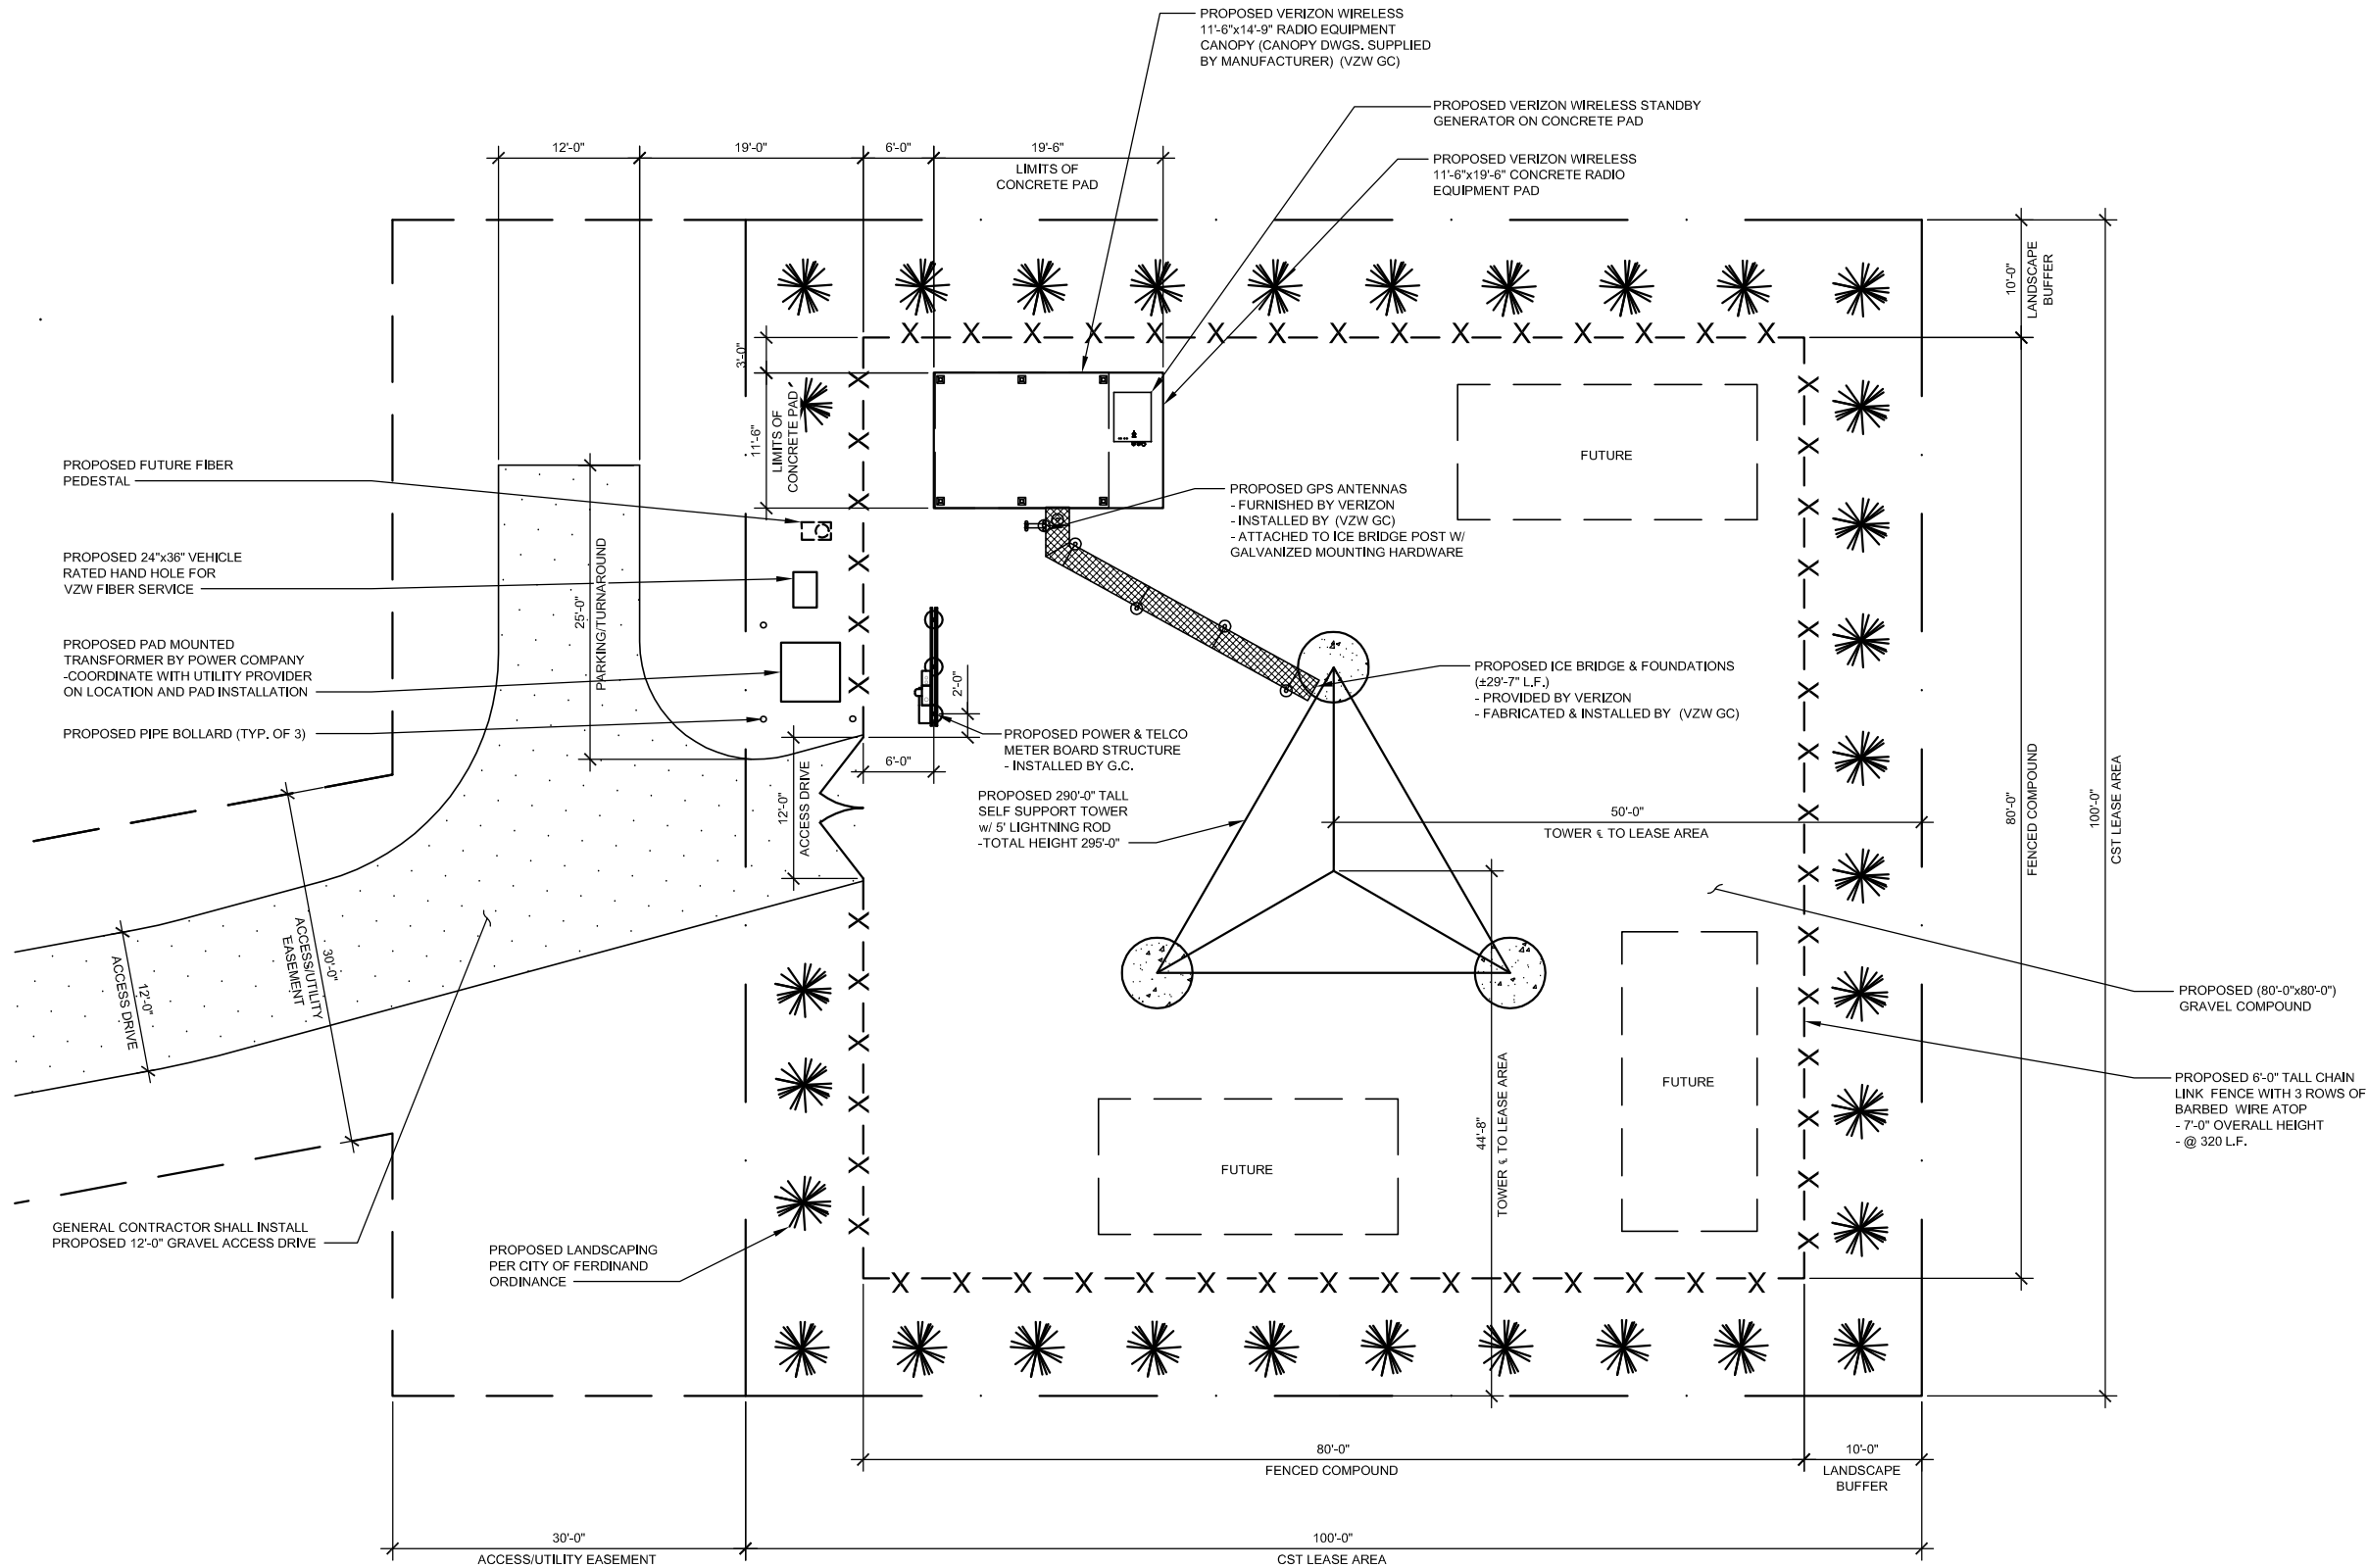 PROPOSED VERIZON WIRELESS
11'-6"x14'-9" RADIO EQUIPMENT
CANOPY (CANOPY DWGS. SUPPLIED
BY MANUFACTURER) (VZW GC)
PROPOSED VERIZON WIRELESS STANDBY
GENERATOR ON CONCRETE PAD
PROPOSED VERIZON WIRELESS
11'-6"x19'-6" CONCRETE RADIO
EQUIPMENT PAD
12'-0"
19'-0"
6'-0"
19'-6"
LIMITS OF
CONCRETE PAD
10'-0"
LANDSCAPE
BUFFER
3'-0"
11'-6"
LIMITS OF
CONCRETE PAD
FUTURE
PROPOSED FUTURE FIBER
PEDESTAL
PROPOSED GPS ANTENNAS
- FURNISHED BY VERIZON
- INSTALLED BY (VZW GC)
- ATTACHED TO ICE BRIDGE POST W/
GALVANIZED MOUNTING HARDWARE
PROPOSED 24"x36" VEHICLE
RATED HAND HOLE FOR
VZW FIBER SERVICE
25'-0"
PARKING/TURNAROUND
PROPOSED PAD MOUNTED
TRANSFORMER BY POWER COMPANY
-COORDINATE WITH UTILITY PROVIDER
ON LOCATION AND PAD INSTALLATION
PROPOSED PIPE BOLLARD (TYP. OF 3)
2'-0"
PROPOSED ICE BRIDGE & FOUNDATIONS
(±29'-7" L.F.)
- PROVIDED BY VERIZON
- FABRICATED & INSTALLED BY (VZW GC)
PROPOSED POWER & TELCO
METER BOARD STRUCTURE
- INSTALLED BY G.C.
6'-0"
12'-0"
ACCESS DRIVE
PROPOSED 290'-0" TALL
SELF SUPPORT TOWER
w/ 5' LIGHTNING ROD
-TOTAL HEIGHT 295'-0"
50'-0"
TOWER ℄ TO LEASE AREA
80'-0"
FENCED COMPOUND
100'-0"
CST LEASE AREA
30'-0"
ACCESS/UTILITY
EASEMENT
12'-0"
ACCESS DRIVE
PROPOSED (80'-0"x80'-0")
GRAVEL COMPOUND
PROPOSED 6'-0" TALL CHAIN
LINK FENCE WITH 3 ROWS OF
BARBED WIRE ATOP
- 7'-0" OVERALL HEIGHT
- @ 320 L.F.
44'-8"
TOWER ℄ TO LEASE AREA
FUTURE
FUTURE
GENERAL CONTRACTOR SHALL INSTALL
PROPOSED 12'-0" GRAVEL ACCESS DRIVE
PROPOSED LANDSCAPING
PER CITY OF FERDINAND
ORDINANCE
80'-0"
FENCED COMPOUND
10'-0"
LANDSCAPE
BUFFER
30'-0"
ACCESS/UTILITY EASEMENT
100'-0"
CST LEASE AREA